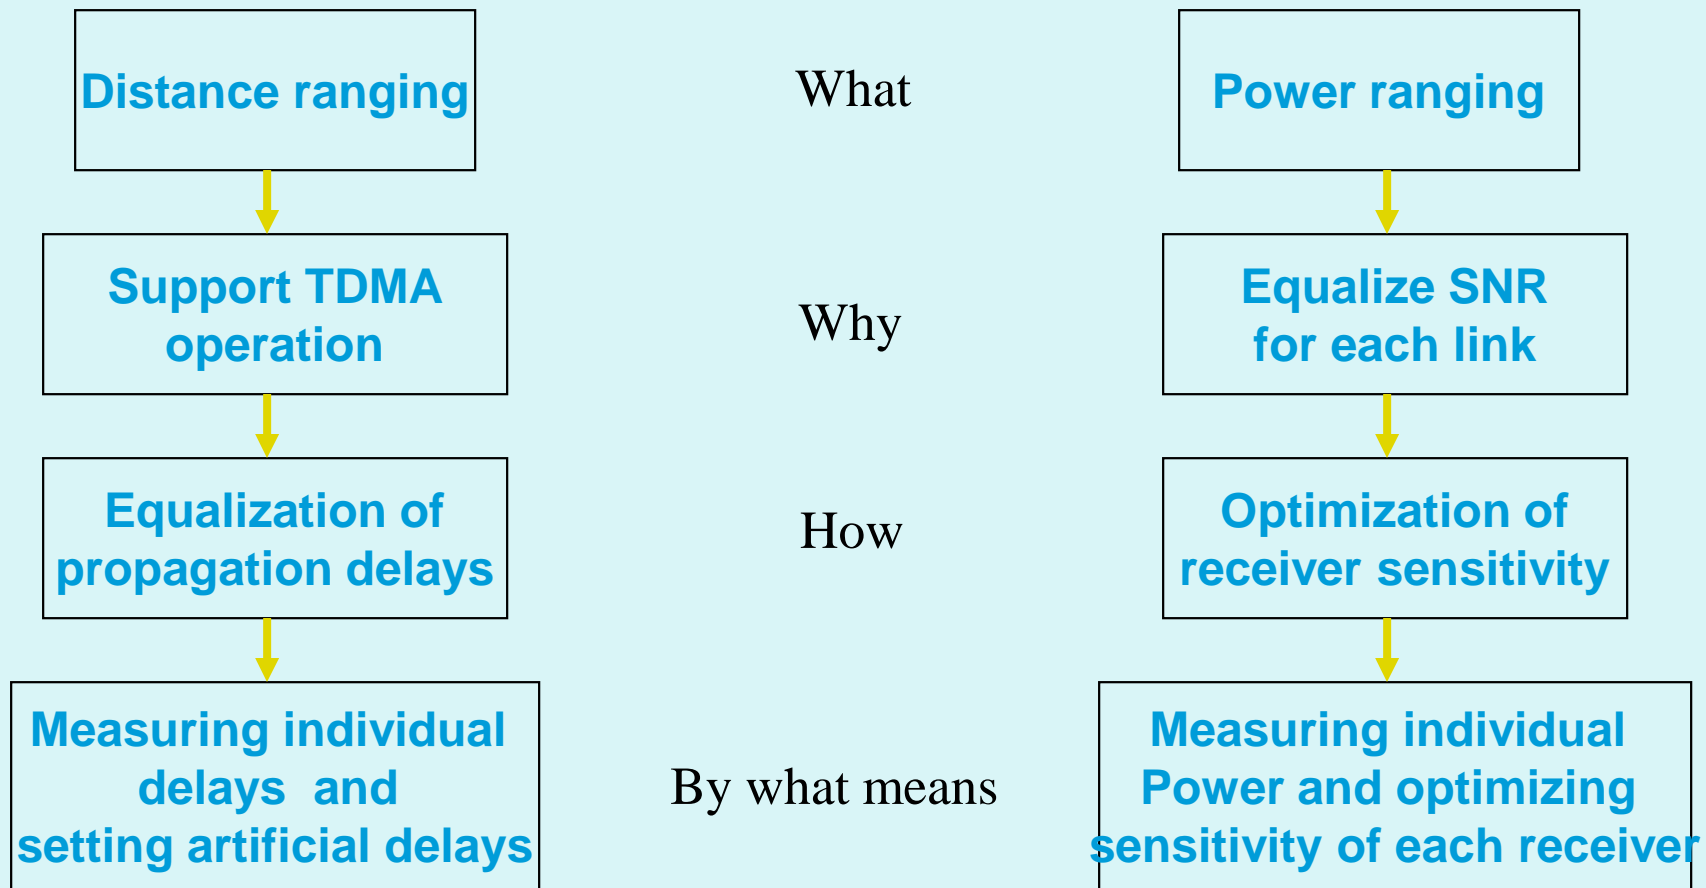 Distance ranging
What
Power ranging
Support TDMA
operation
Why
Equalize SNR
for each link
Equalization of
propagation delays
How
Optimization of
receiver sensitivity
Measuring individual
delays and
setting artificial delays
By what means
Measuring individual
Power and optimizing
sensitivity of each receiver